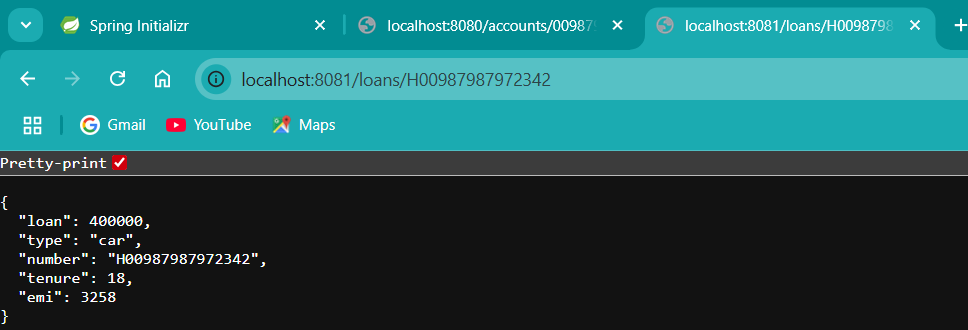 Spring Initializr
localhost:8080/accounts/00987
localhost:8081/loans/H0098798
localhost:8081/loans/H00987987972342
Gmail
YouTube
Maps
Pretty-print
{
"loan": 400000,
"type": "car",
"number": "H00987987972342",
"tenure": 18,
"emi": 3258
}